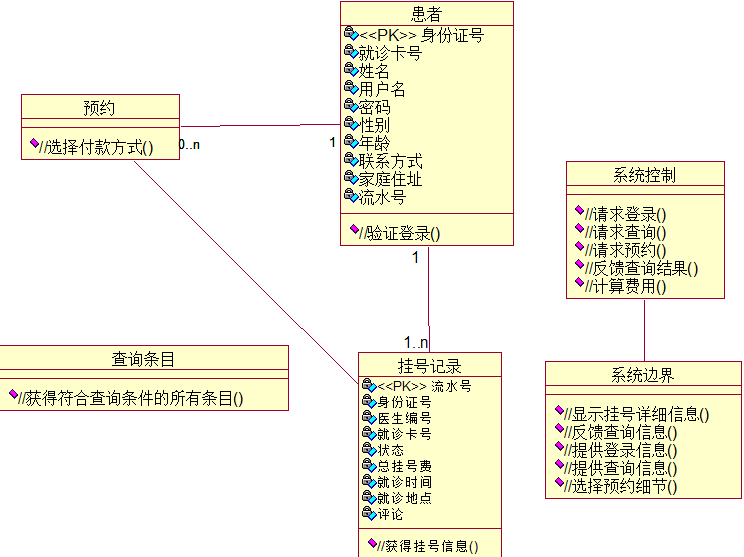 患者
<<PK>> 身份证号
就诊卡号
姓名
用户名
密码
性别
年龄
联系方式
家庭住址
流水号
//验证登录()
预约
//选择付款方式()
0..n
1
1
1..n
系统控制
//请求登录()
//请求查询()
//请求预约()
//反馈查询结果()
//计算费用()
查询条目
//获得符合查询条件的所有条目()
挂号记录
<<PK>> 流水号
身份证号
医生编号
就诊卡号
状态
总挂号费
就诊时间
就诊地点
评论
//获得挂号信息()
系统边界
//显示挂号详细信息()
//反馈查询信息()
//提供登录信息()
//提供查询信息()
//选择预约细节()